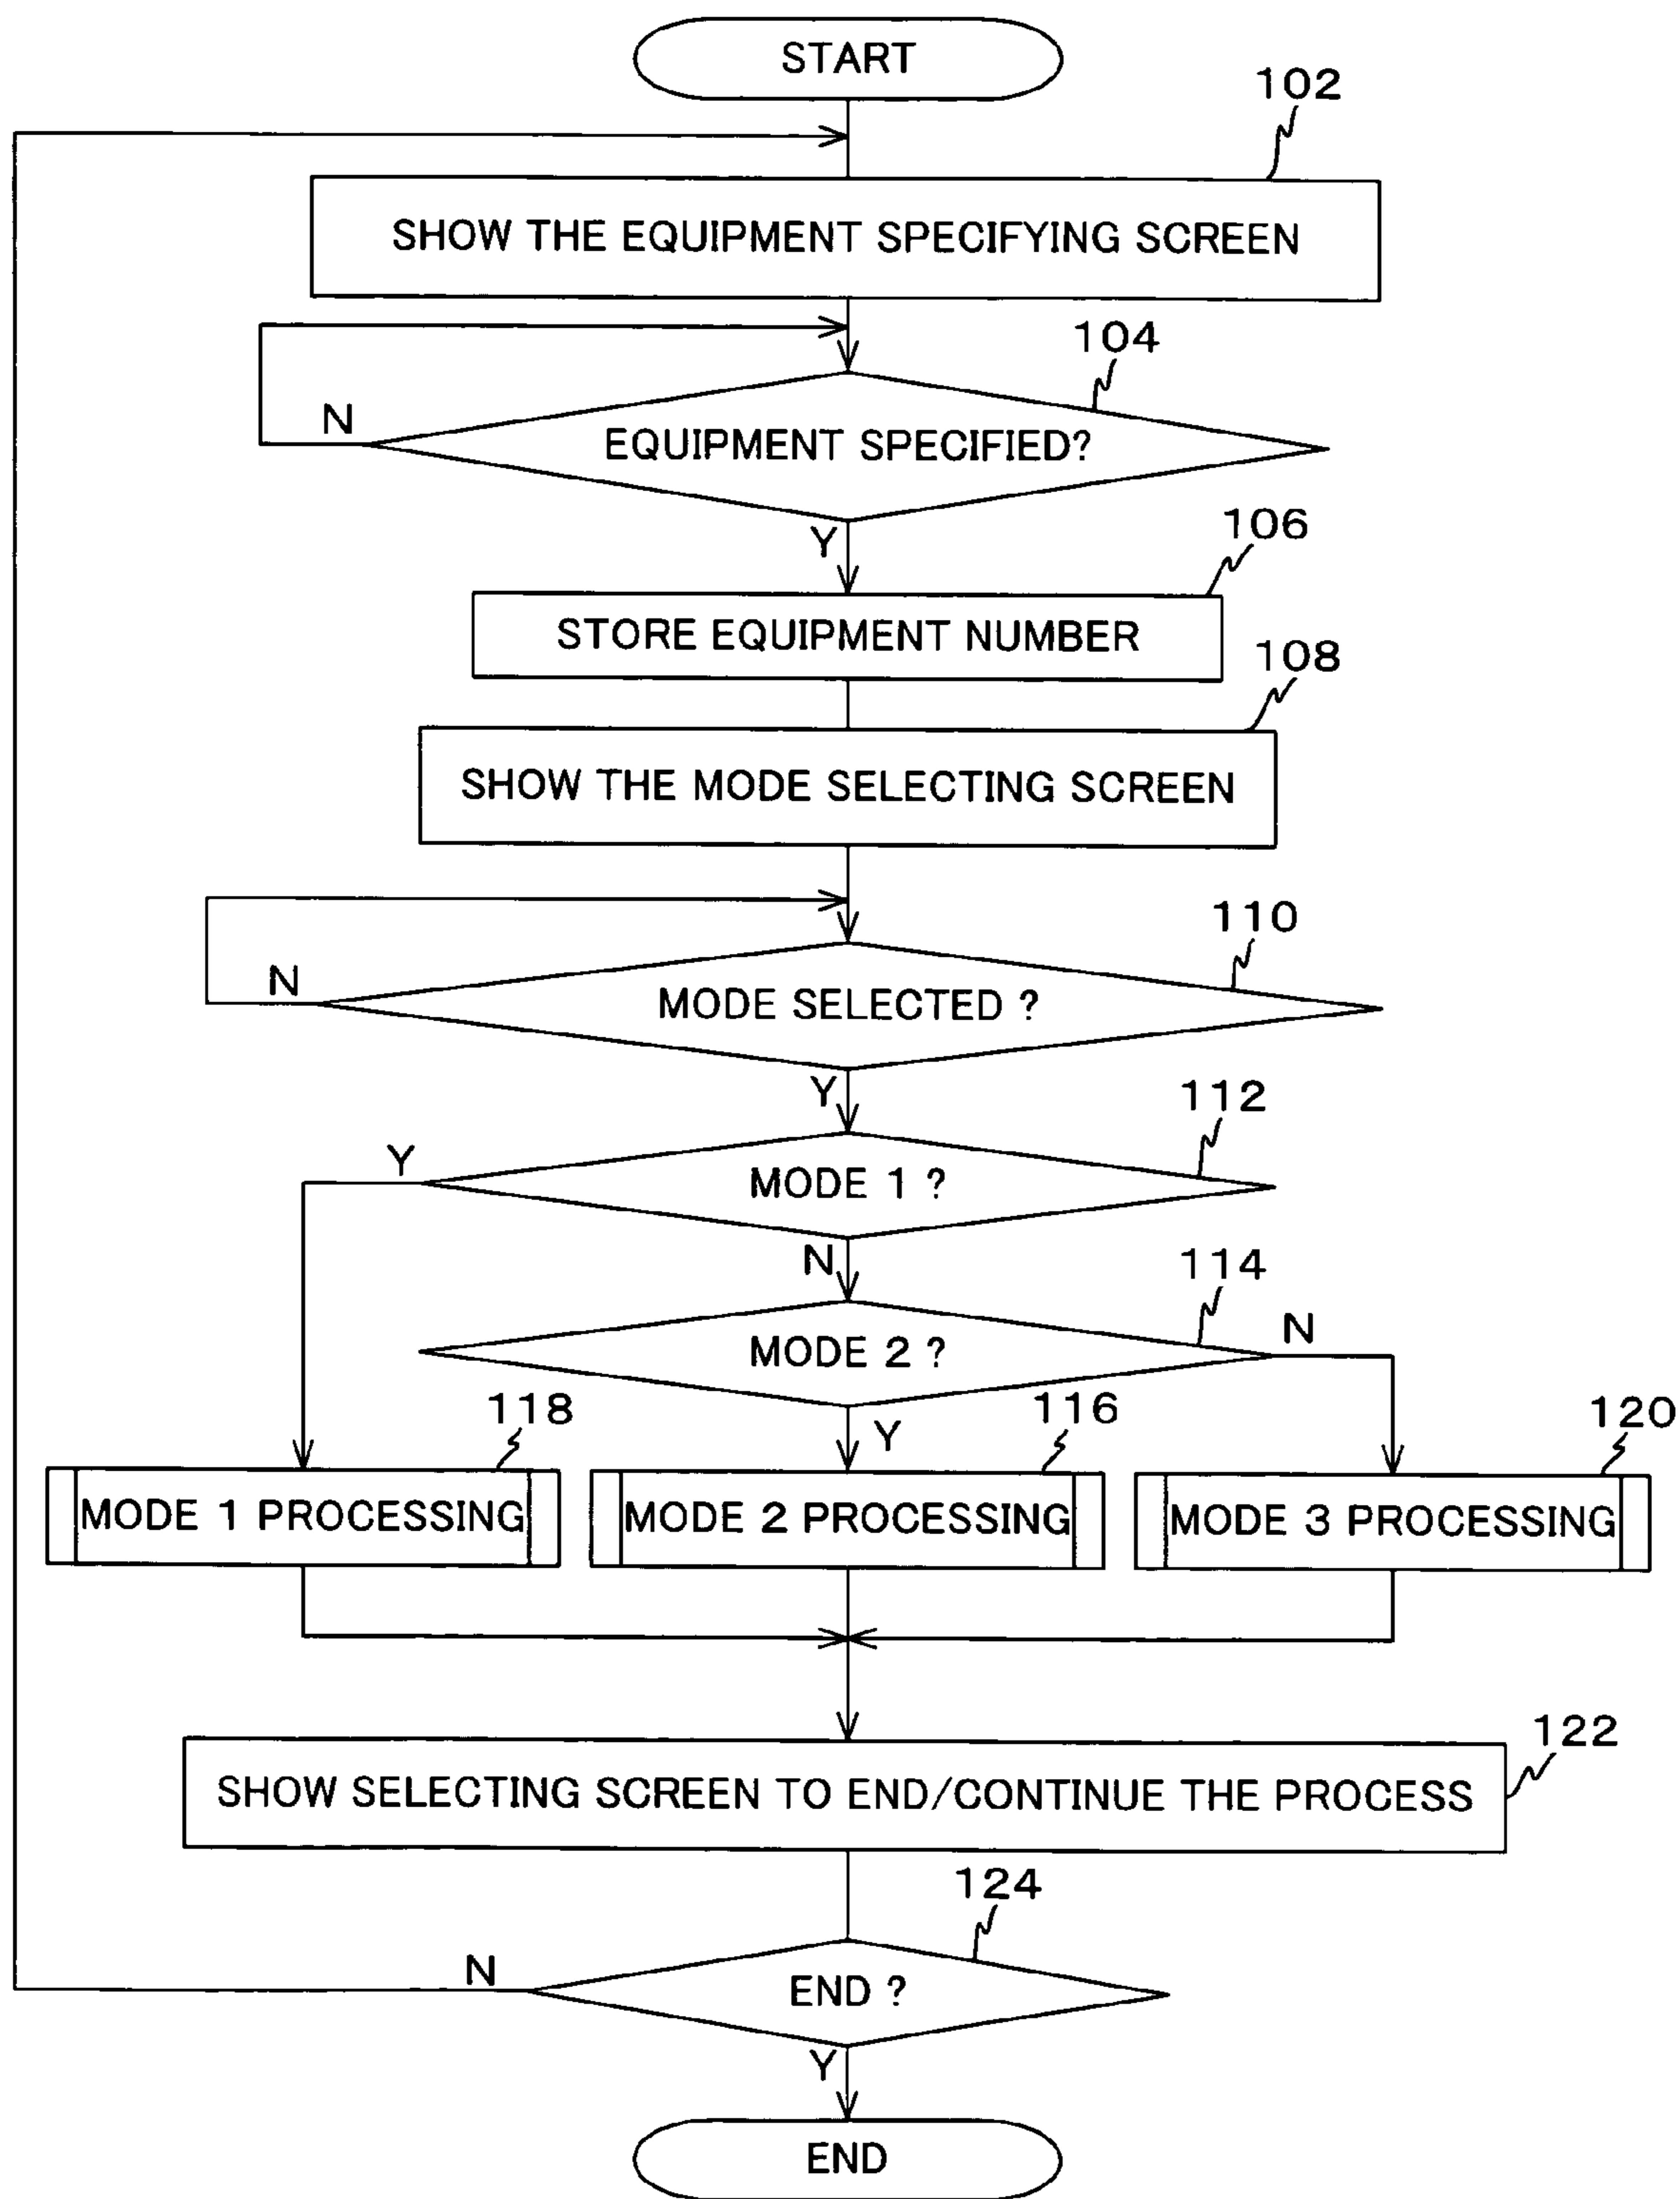 START
102
SHOW THE EQUIPMENT SPECIFYING SCREEN
104
N
EQUIPMENT SPECIFIED?
Y
106
STORE EQUIPMENT NUMBER
108
SHOW THE MODE SELECTING SCREEN
110
N
MODE SELECTED ?
Y
112
Y
MODE 1 ?
N
114
N
MODE 2 ?
118
116
120
Y
MODE 1 PROCESSING
MODE 2 PROCESSING
MODE 3 PROCESSING
122
SHOW SELECTING SCREEN TO END/CONTINUE THE PROCESS
124
N
END ?
Y
END